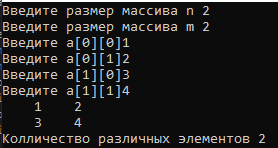 Введите размер массива n 2
Введите размер массива m 2
Введите a[0][0]1
Введите a[0][1]2
Введите a[1][0]3
Введите a[1][1]4
1 2
3 4
Колличество различных элементов 2